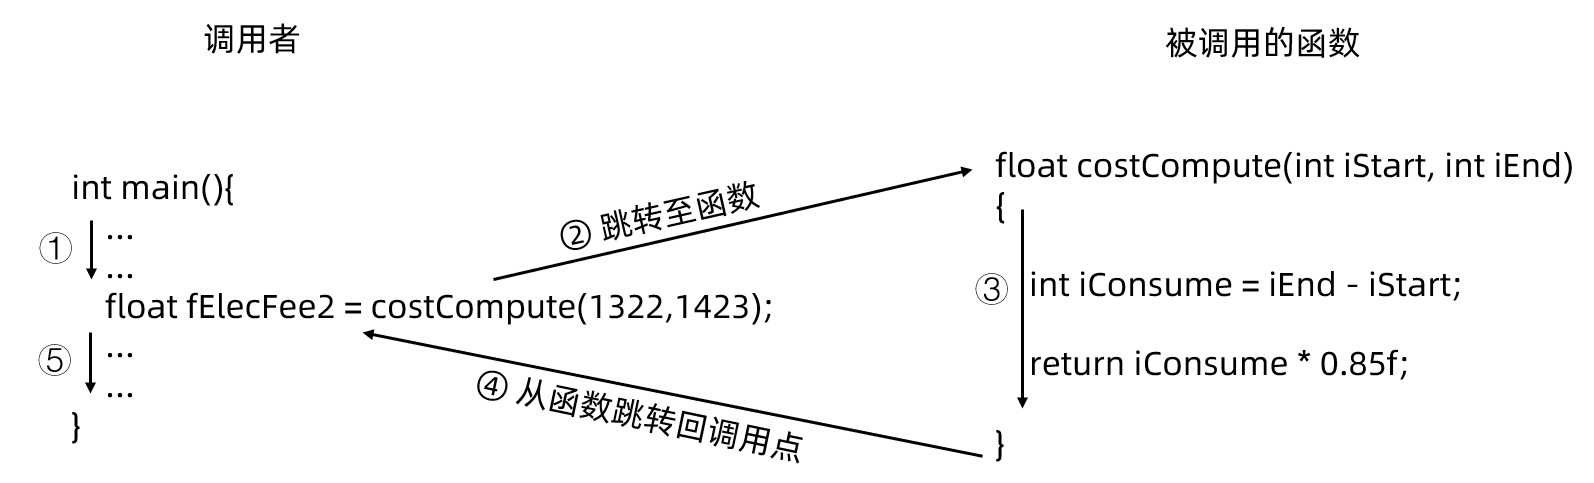 调用者
被调用的函数
int main(){
①
...
...
float fElecFee2 = costCompute(1322,1423);
⑤
...
...
}
② 跳转至函数
float costCompute(int iStart, int iEnd)
{
③
int iConsume = iEnd - iStart;
return iConsume * 0.85f;
}
④ 从函数跳转回调用点